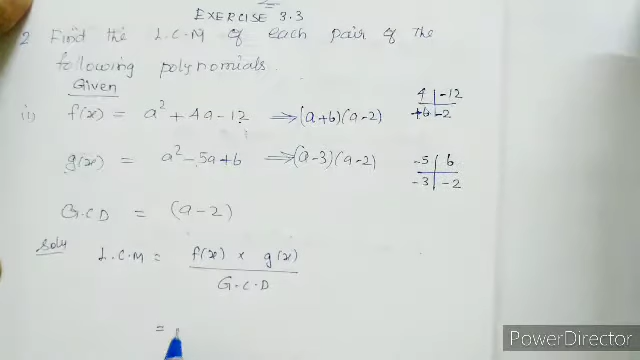 EXERCISE 3.3
2 Find the L.C.M of each pair of the
following polynomials.
Given
ii) f(x) = a² + 4a - 12 ⟹ (a+6)(a-2)
4 | -12
+6 | -2
g(x) = a² - 5a + 6 ⟹ (a-3)(a-2)
-5 | 6
-3 | -2
G.C.D = (a-2)
Soln
L.C.M = f(x) × g(x) / G.C.D
=
PowerDirector